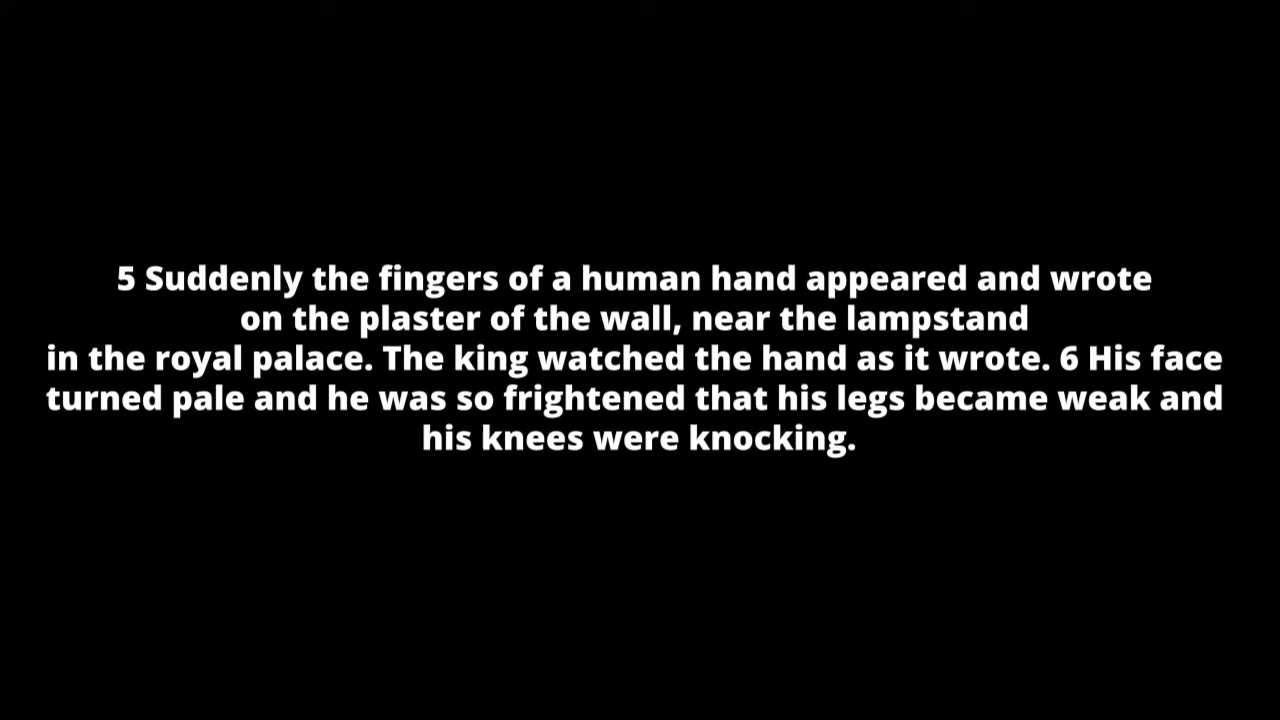 5 Suddenly the fingers of a human hand appeared and wrote
on the plaster of the wall, near the lampstand
in the royal palace. The king watched the hand as it wrote. 6 His face
turned pale and he was so frightened that his legs became weak and
his knees were knocking.